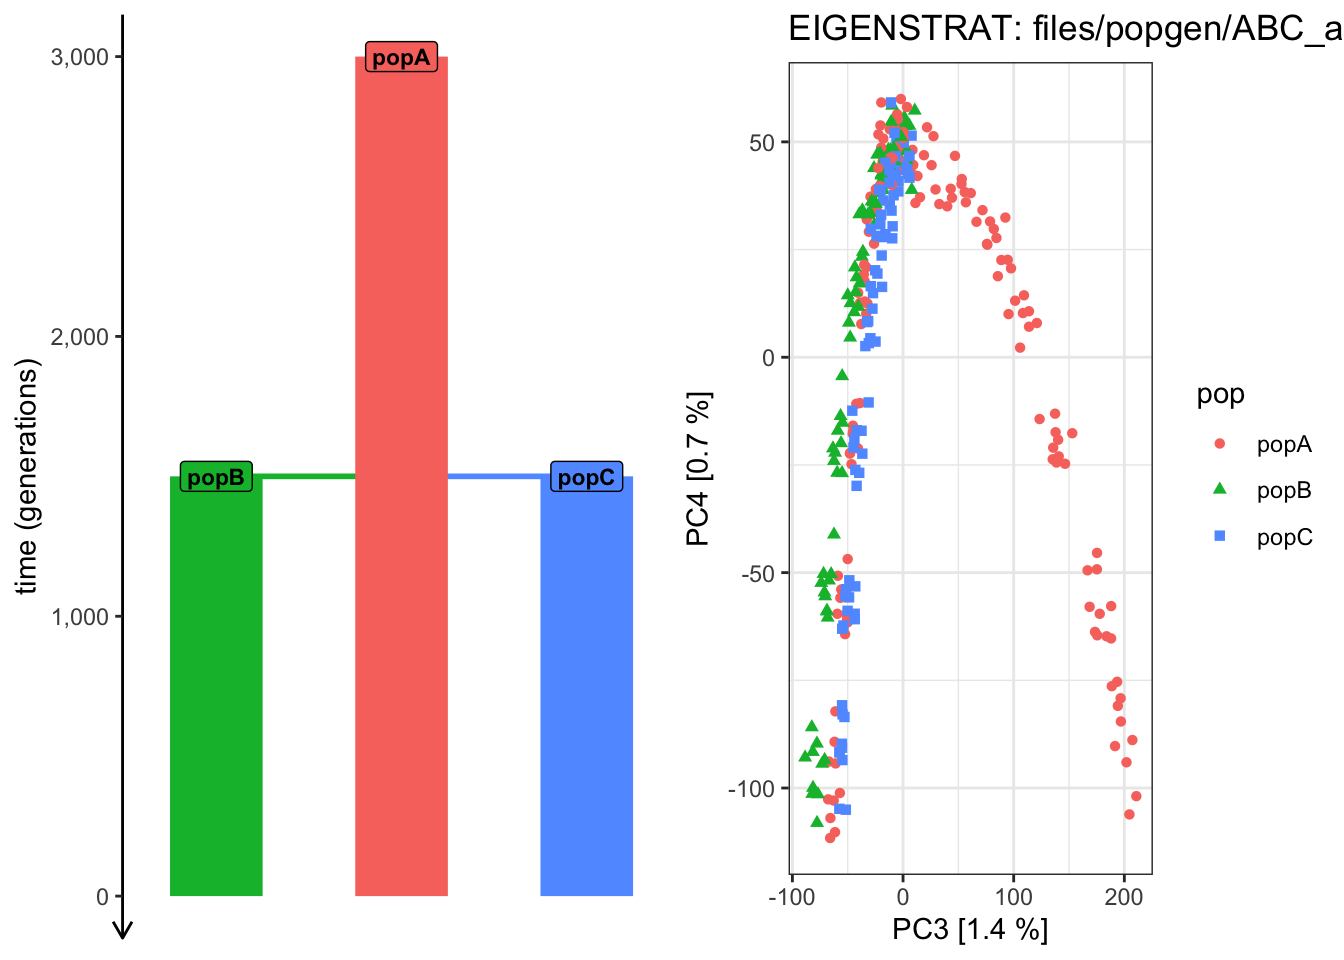 time (generations)
3,000
2,000
1,000
0
popA
popB
popC
EIGENSTRAT: files/popgen/ABC_a
PC4 [0.7 %]
50
0
-50
-100
-100 0 100 200
PC3 [1.4 %]
pop
popA
popB
popC